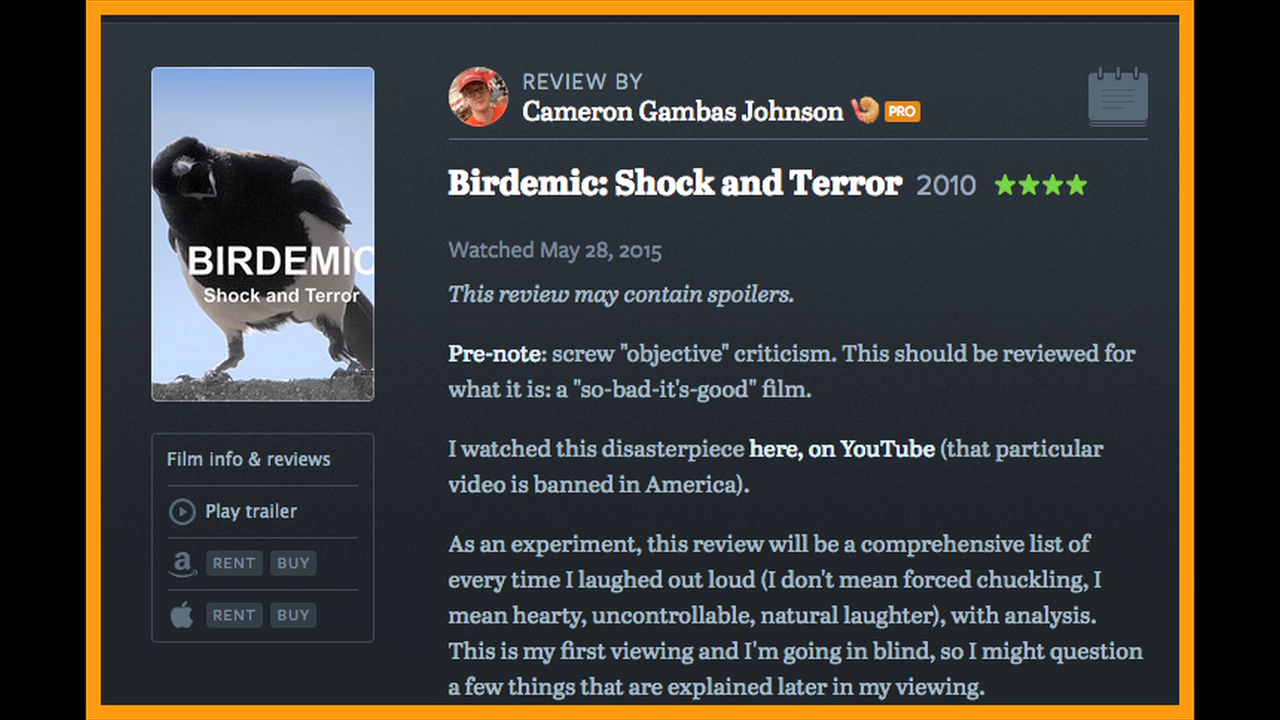 BIRDEMIC
Shock and Terror
Film info & reviews
Play trailer
RENT BUY
RENT BUY
REVIEW BY
Cameron Gambas Johnson 🍤 PRO
Birdemic: Shock and Terror 2010 ★★★★
Watched May 28, 2015
This review may contain spoilers.
Pre-note: screw "objective" criticism. This should be reviewed for
what it is: a "so-bad-it's-good" film.
I watched this disasterpiece here, on YouTube (that particular
video is banned in America).
As an experiment, this review will be a comprehensive list of
every time I laughed out loud (I don't mean forced chuckling, I
mean hearty, uncontrollable, natural laughter), with analysis.
This is my first viewing and I'm going in blind, so I might question
a few things that are explained later in my viewing.